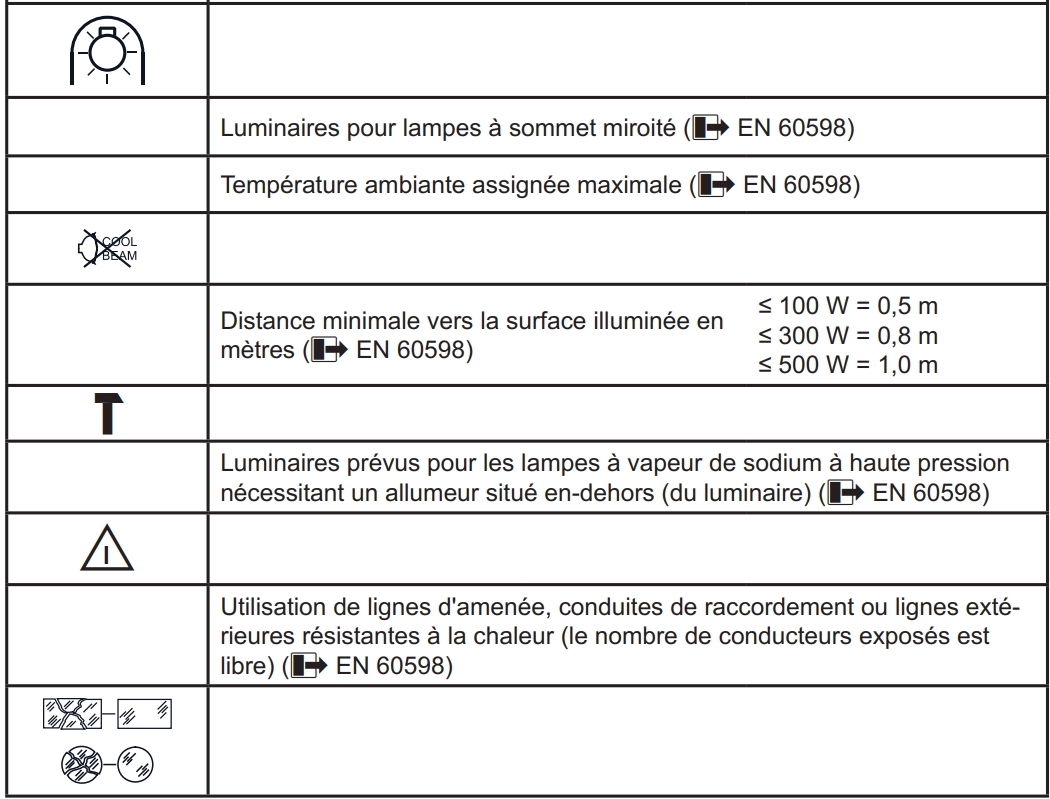 Luminaires pour lampes à sommet miroité ( EN 60598)
Température ambiante assignée maximale ( EN 60598)
COOL
BEAM
Distance minimale vers la surface illuminée en
mètres ( EN 60598)
≤ 100 W = 0,5 m
≤ 300 W = 0,8 m
≤ 500 W = 1,0 m
T
Luminaires prévus pour les lampes à vapeur de sodium à haute pression
nécessitant un allumeur situé en-dehors (du luminaire) ( EN 60598)
I
Utilisation de lignes d'amenée, conduites de raccordement ou lignes exté-
rieures résistantes à la chaleur (le nombre de conducteurs exposés est
libre) ( EN 60598)